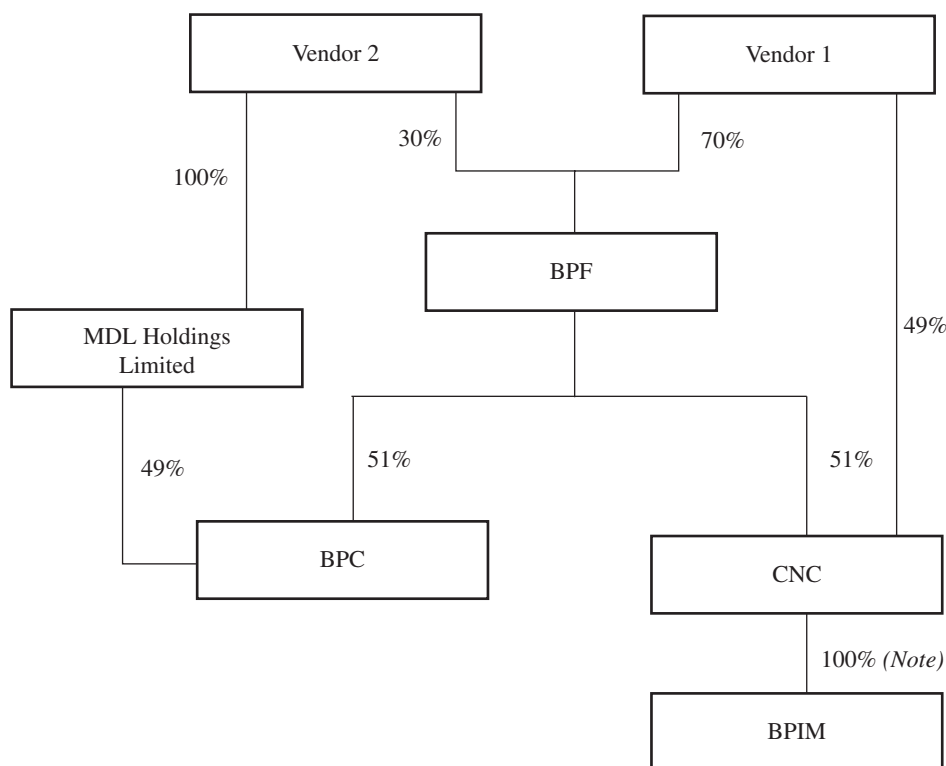 Vendor 2
Vendor 1
30%
70%
100%
BPF
MDL Holdings
Limited
49%
49%
51%
51%
BPC
CNC
100% (Note)
BPIM